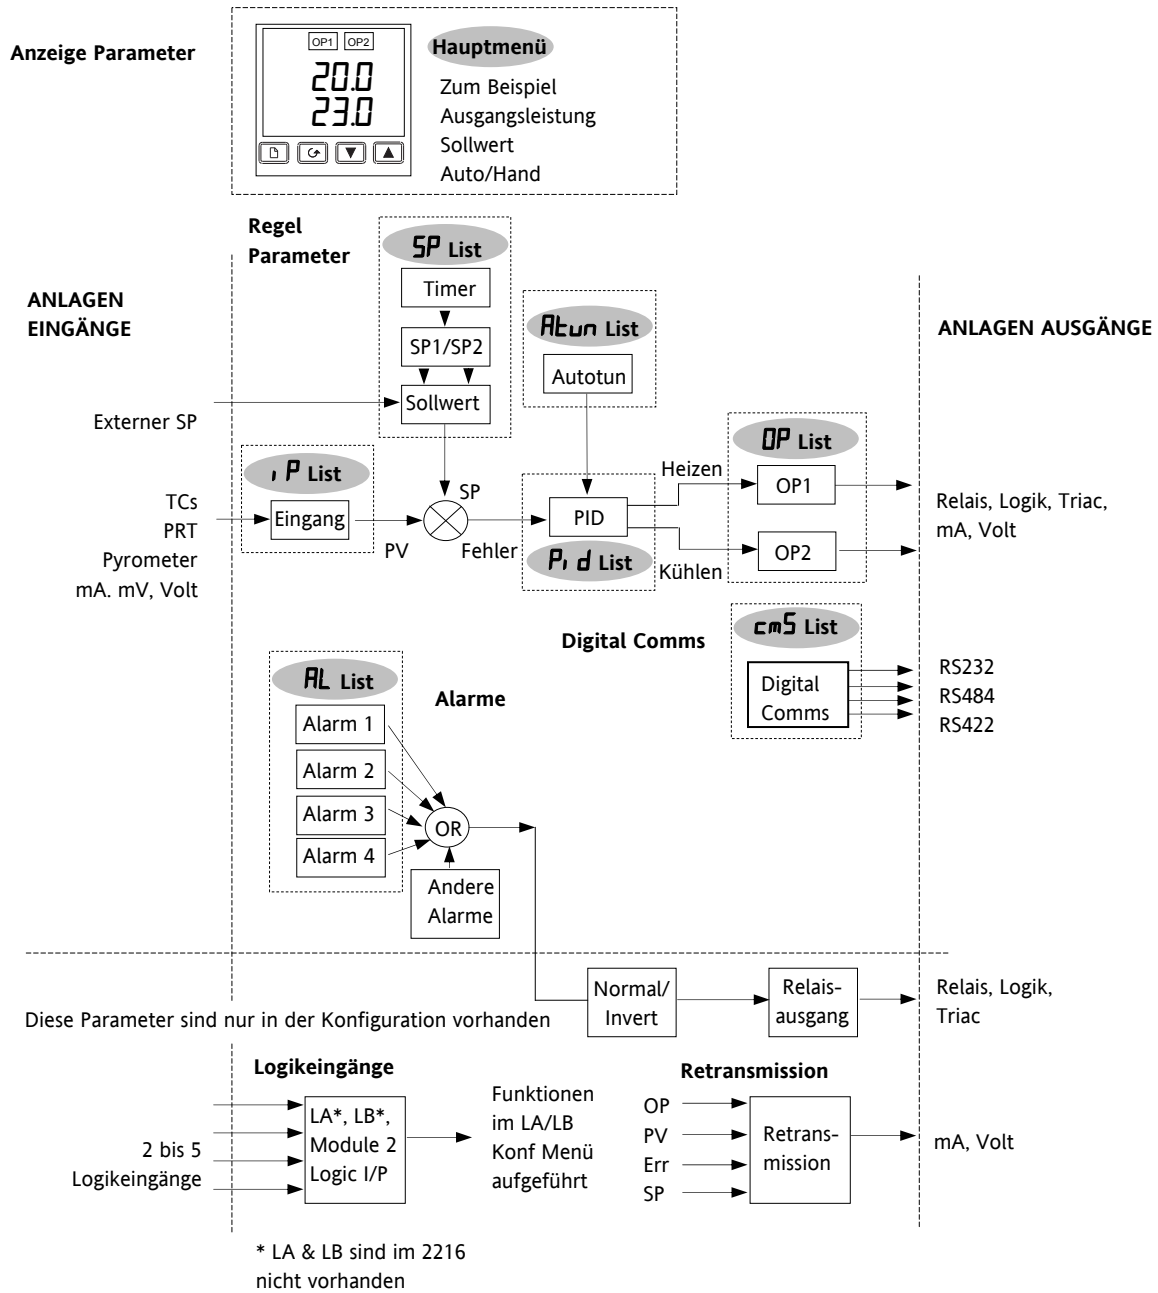 Anzeige Parameter
OP1 OP2
20.0
23.0
Hauptmenü
Zum Beispiel
Ausgangsleistung
Sollwert
Auto/Hand
Regel
Parameter
SP List
Timer
SP1/SP2
Sollwert
ANLAGEN
EINGÄNGE
Atun List
Autotun
ANLAGEN AUSGÄNGE
Externer SP
iP List
Eingang
TCs
PRT
Pyrometer
mA. mV, Volt
PV
SP
Fehler
PID
Pid List
Heizen
Kühlen
OP List
OP1
OP2
Relais, Logik, Triac,
mA, Volt
Digital Comms
cmS List
Digital
Comms
RS232
RS484
RS422
AL List
Alarme
Alarm 1
Alarm 2
Alarm 3
Alarm 4
OR
Andere
Alarme
Normal/
Invert
Relais-
ausgang
Relais, Logik,
Triac
Diese Parameter sind nur in der Konfiguration vorhanden
Logikeingänge
2 bis 5
Logikeingänge
LA*, LB*,
Module 2
Logic I/P
Funktionen
im LA/LB
Konf Menü
aufgeführt
Retransmission
OP
PV
Err
SP
Retrans-
mission
mA, Volt
* LA & LB sind im 2216
nicht vorhanden